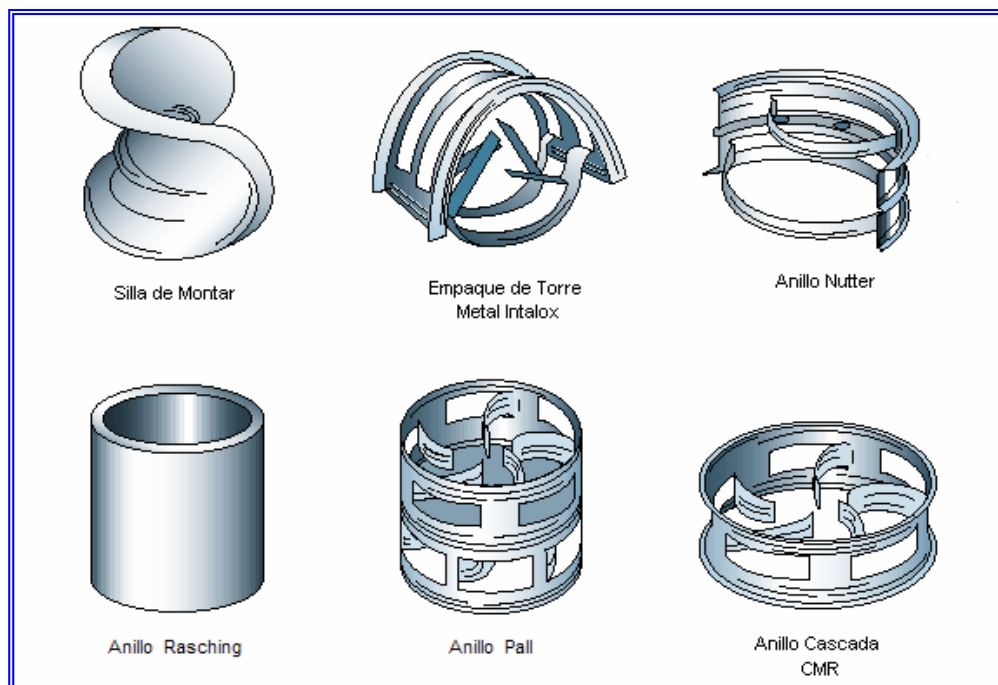 Silla de Montar
Empaque de Torre
Metal Intalox
Anillo Nutter
Anillo Rasching
Anillo Pall
Anillo Cascada
CMR